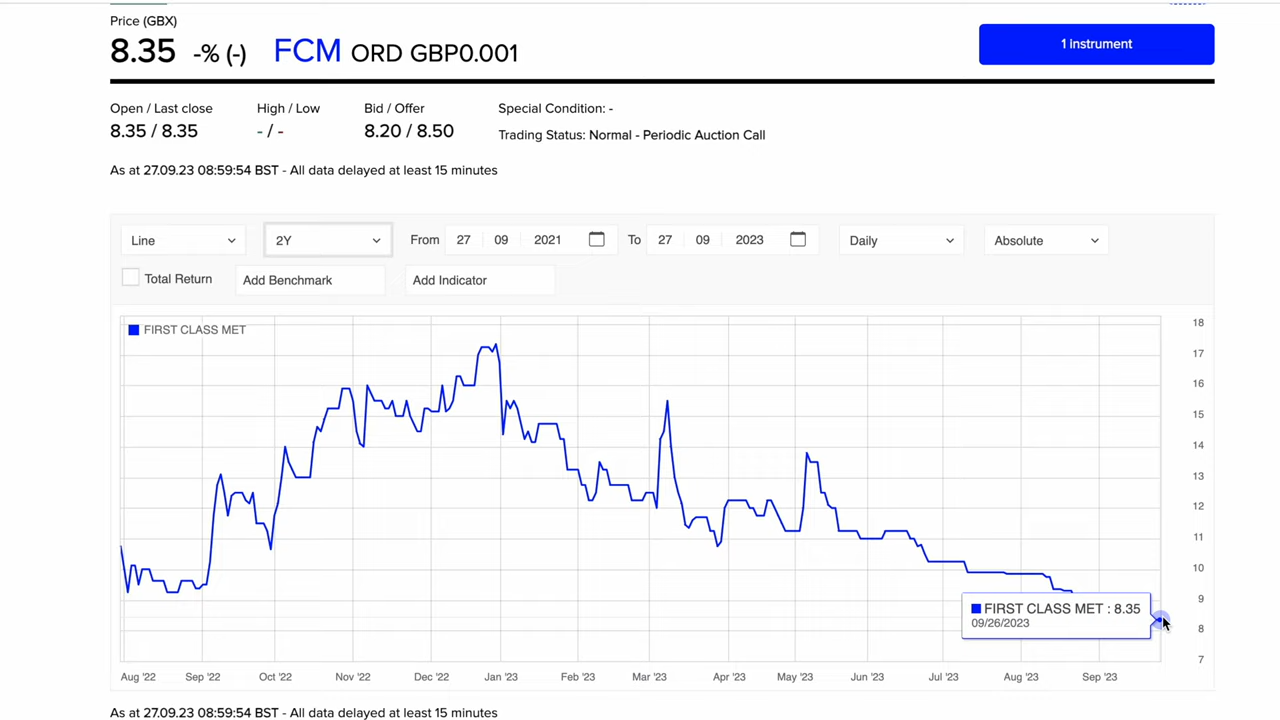 Price (GBX)
8.35 -% (-) FCM ORD GBP0.001
1 Instrument
Open / Last close High / Low Bid / Offer Special Condition: -
8.35 / 8.35 - / - 8.20 / 8.50 Trading Status: Normal - Periodic Auction Call
As at 27.09.23 08:59:54 BST - All data delayed at least 15 minutes
Line 2Y From 27 09 2021 To 27 09 2023 Daily Absolute
Total Return Add Benchmark Add Indicator
FIRST CLASS MET
18
17
16
15
14
13
12
11
10
9
8
7
FIRST CLASS MET : 8.35
09/26/2023
Aug '22 Sep '22 Oct '22 Nov '22 Dec '22 Jan '23 Feb '23 Mar '23 Apr '23 May '23 Jun '23 Jul '23 Aug '23 Sep '23
As at 27.09.23 08:59:54 BST - All data delayed at least 15 minutes